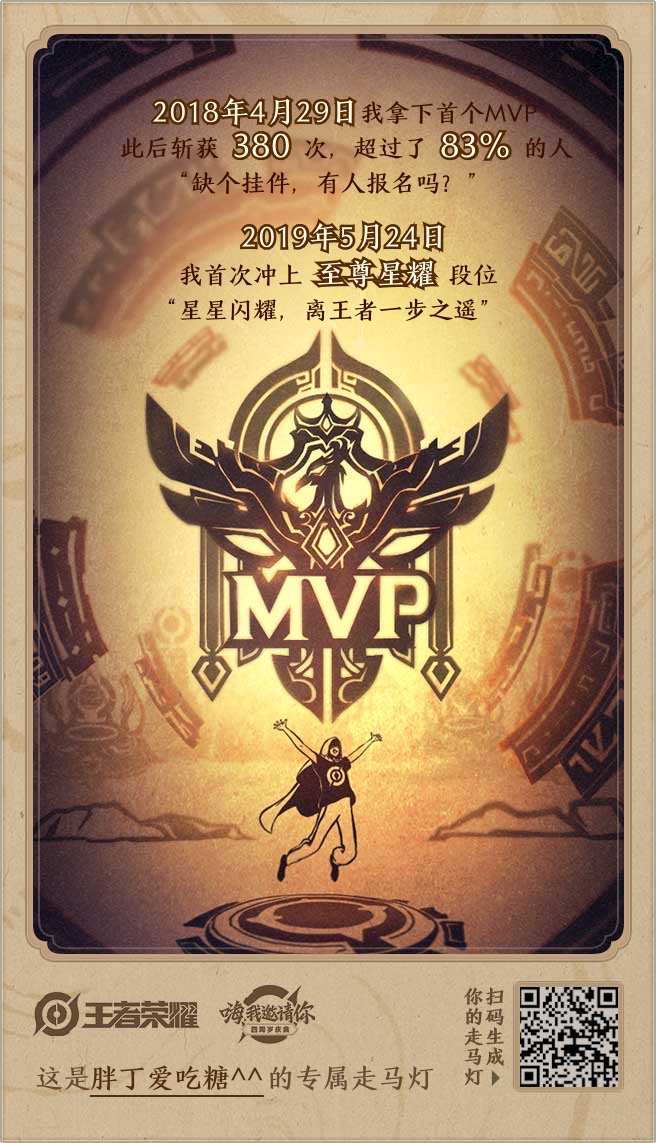 2018年4月29日我拿下首个MVP
此后斩获 380 次，超过了 83% 的人
“缺个挂件，有人报名吗？”
2019年5月24日
我首次冲上 至尊星耀 段位
“星星闪耀，离王者一步之遥”
MVP
王者荣耀
嗨 我邀请你
四周岁庆典
扫码生成
你的走马灯
这是胖丁爱吃糖^^的专属走马灯